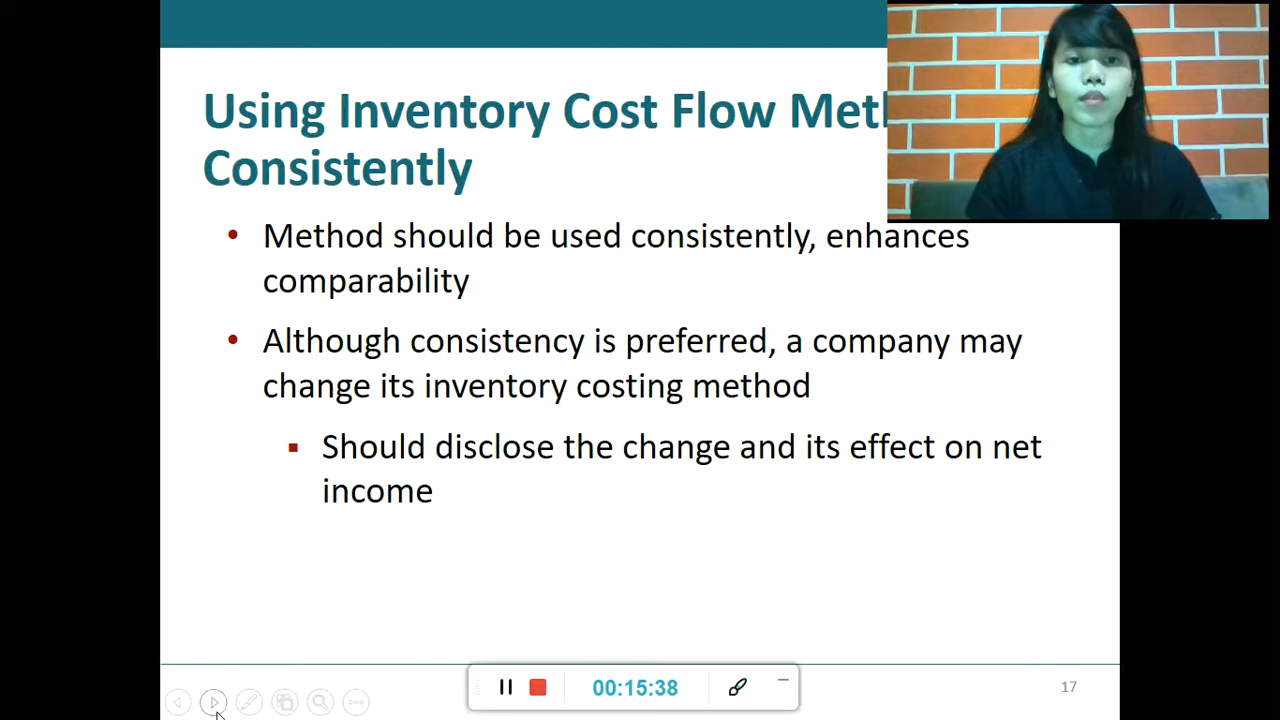 Using Inventory Cost Flow
Consistently
• Method should be used consistently, enhances
comparability
• Although consistency is preferred, a company may
change its inventory costing method
▪ Should disclose the change and its effect on net
income
00:15:38
17